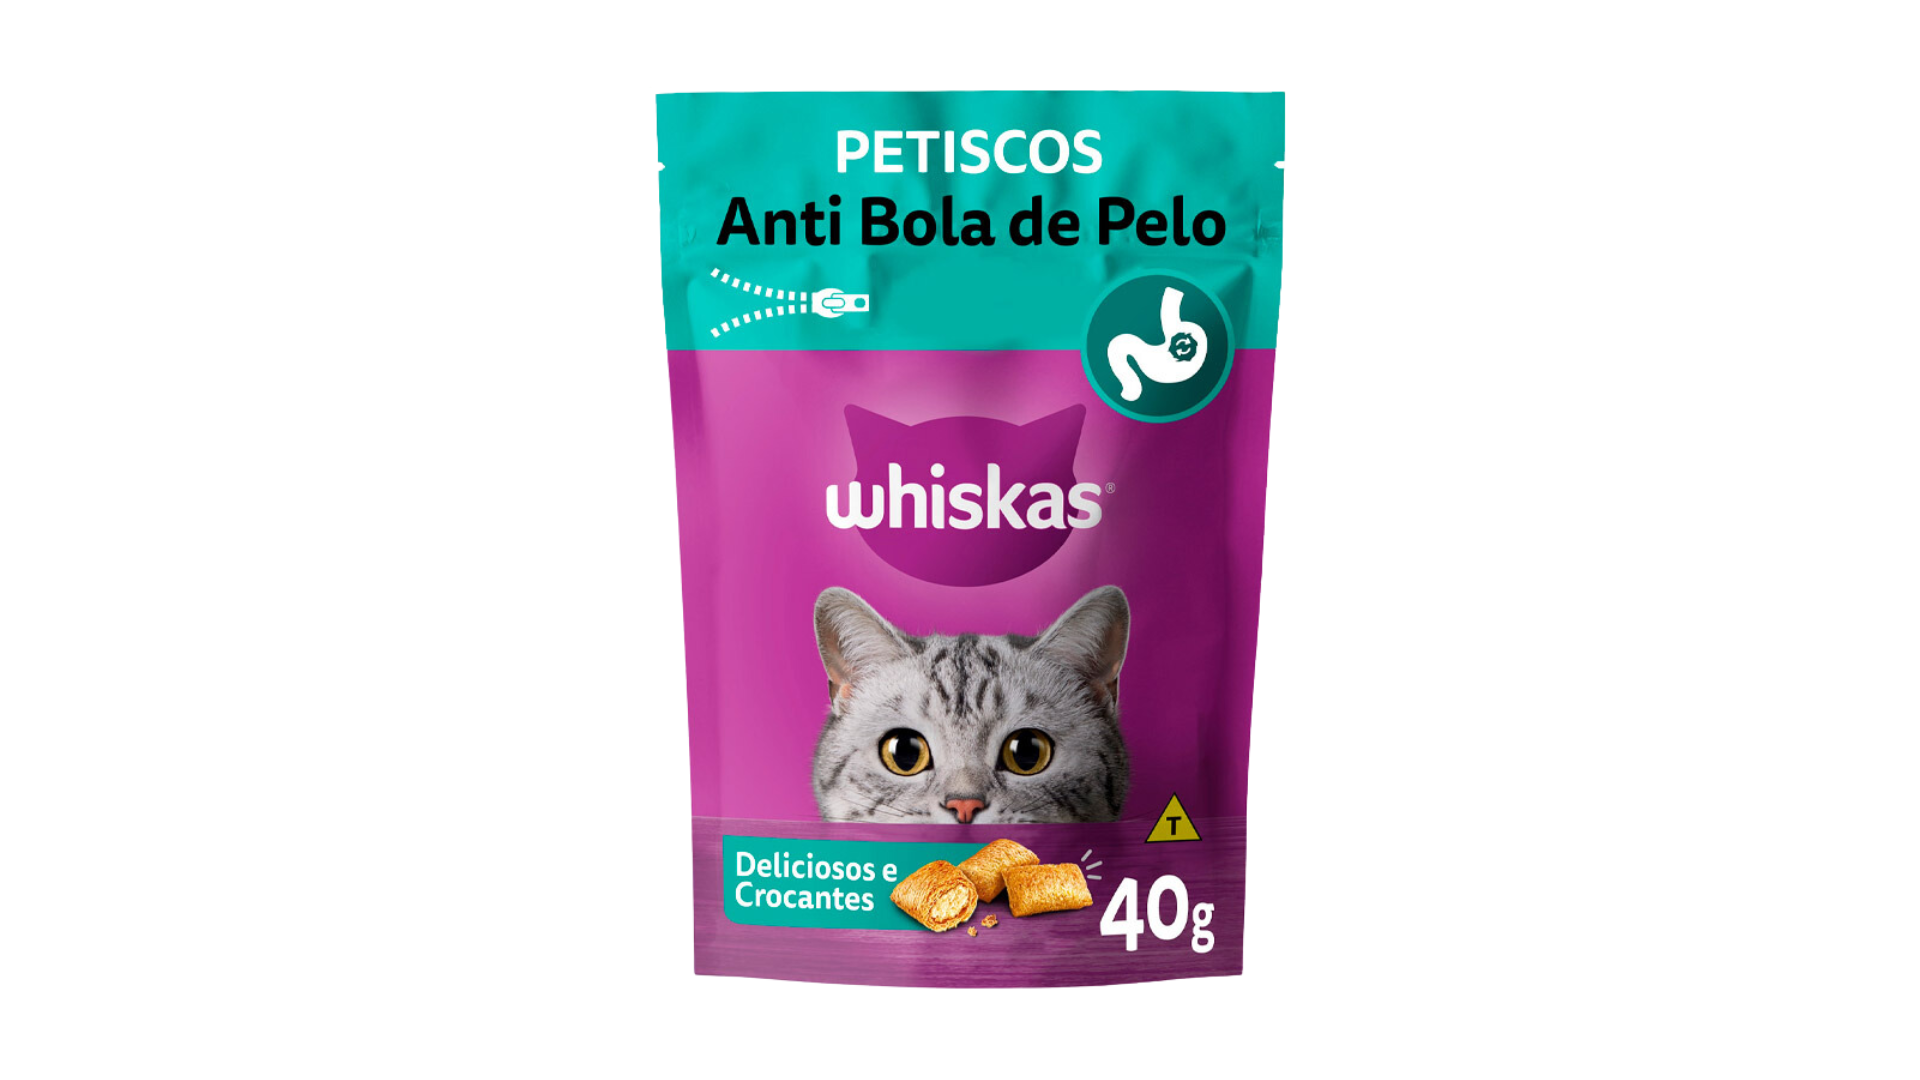 PETISCOS
Anti Bola de Pelo
whiskas®
T
Deliciosos e
Crocantes
40g